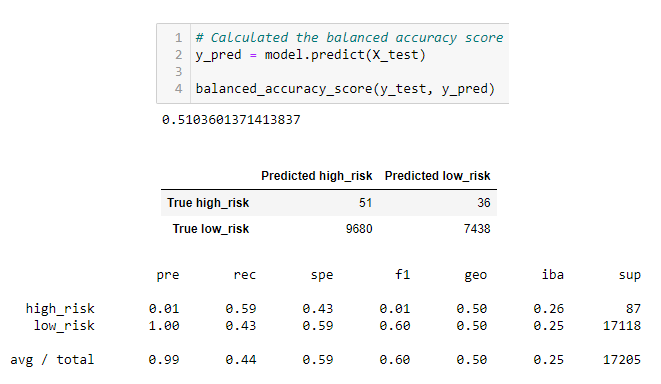 1 # Calculated the balanced accuracy score
2 y_pred = model.predict(X_test)
3
4 balanced_accuracy_score(y_test, y_pred)
0.5103601371413837
Predicted high_risk Predicted low_risk
True high_risk 51 36
True low_risk 9680 7438
pre rec spe f1 geo iba sup
high_risk 0.01 0.59 0.43 0.01 0.50 0.26 87
low_risk 1.00 0.43 0.59 0.60 0.50 0.25 17118
avg / total 0.99 0.44 0.59 0.60 0.50 0.25 17205